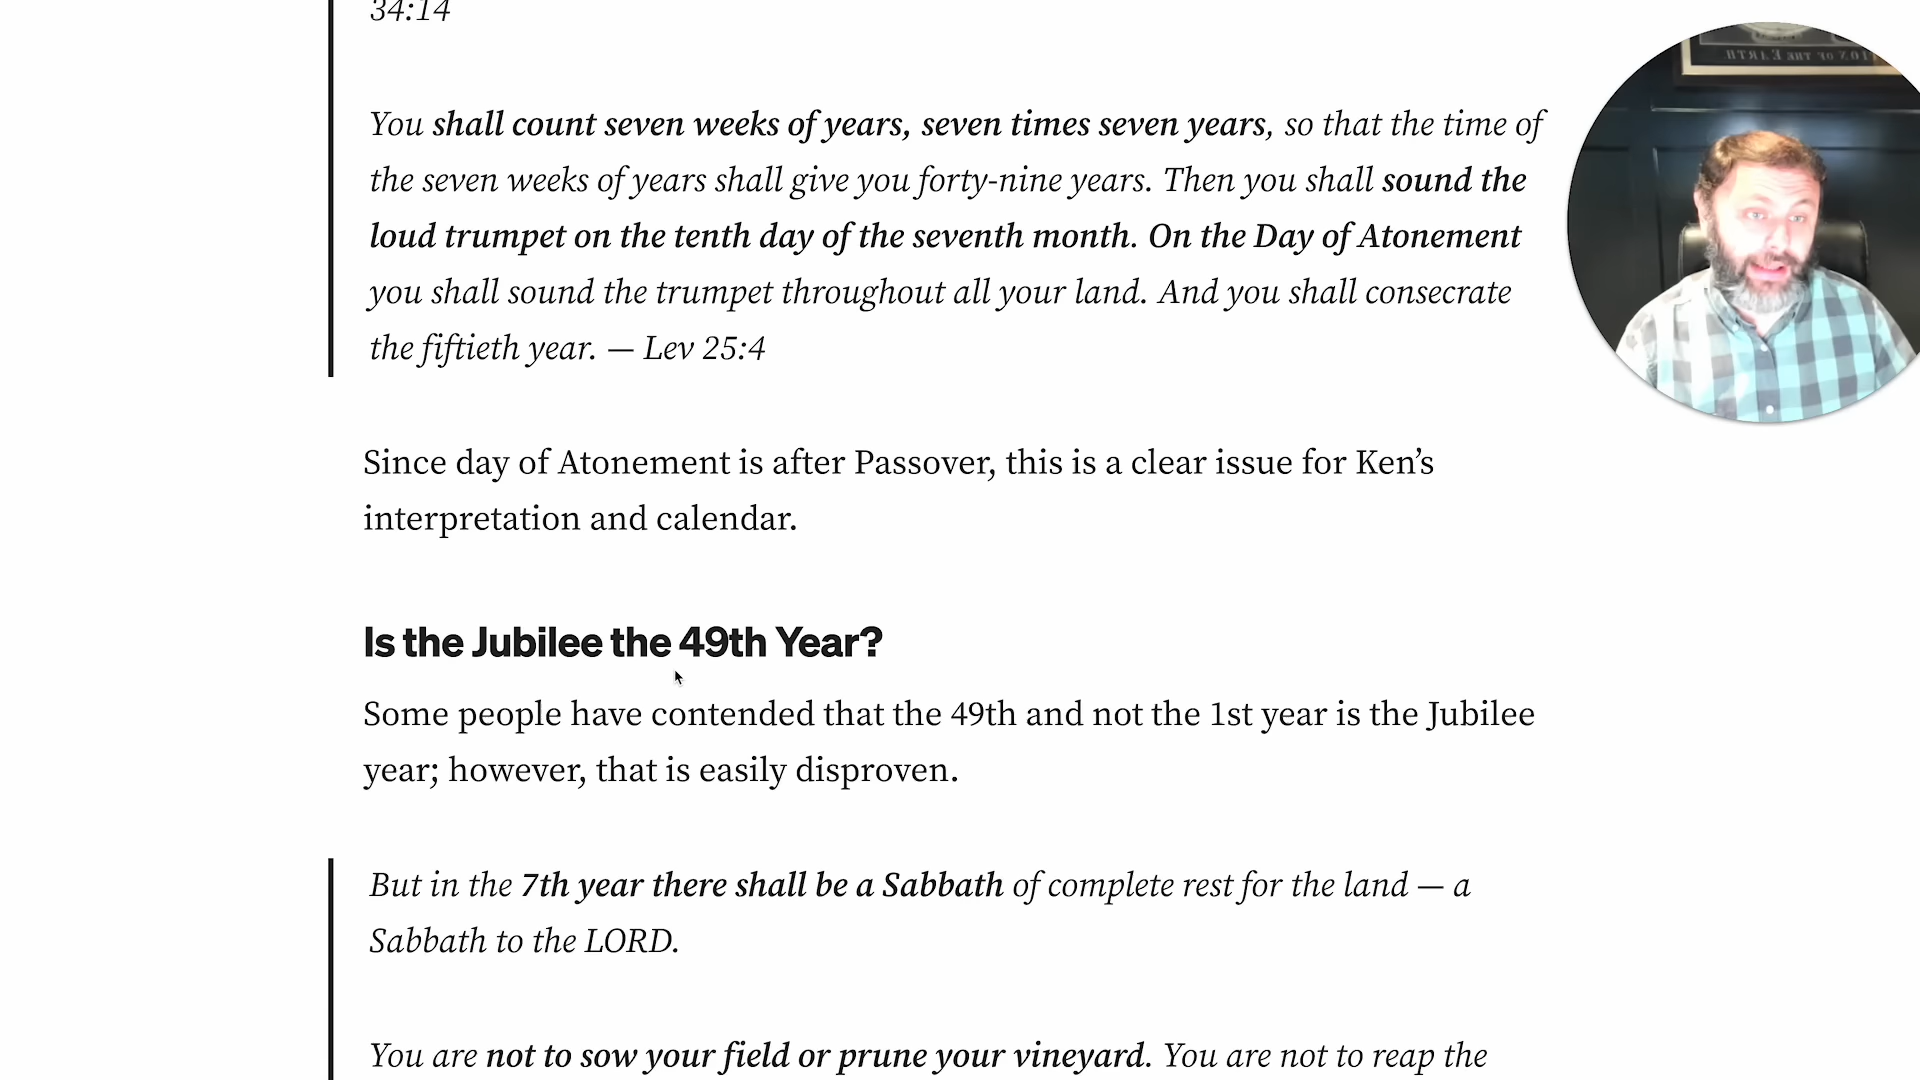 34:14
You shall count seven weeks of years, seven times seven years, so that the time of
the seven weeks of years shall give you forty-nine years. Then you shall sound the
loud trumpet on the tenth day of the seventh month. On the Day of Atonement
you shall sound the trumpet throughout all your land. And you shall consecrate
the fiftieth year. — Lev 25:4
Since day of Atonement is after Passover, this is a clear issue for Ken’s
interpretation and calendar.
Is the Jubilee the 49th Year?
Some people have contended that the 49th and not the 1st year is the Jubilee
year; however, that is easily disproven.
But in the 7th year there shall be a Sabbath of complete rest for the land — a
Sabbath to the LORD.
You are not to sow your field or prune your vineyard. You are not to reap the
OF THE EARTH